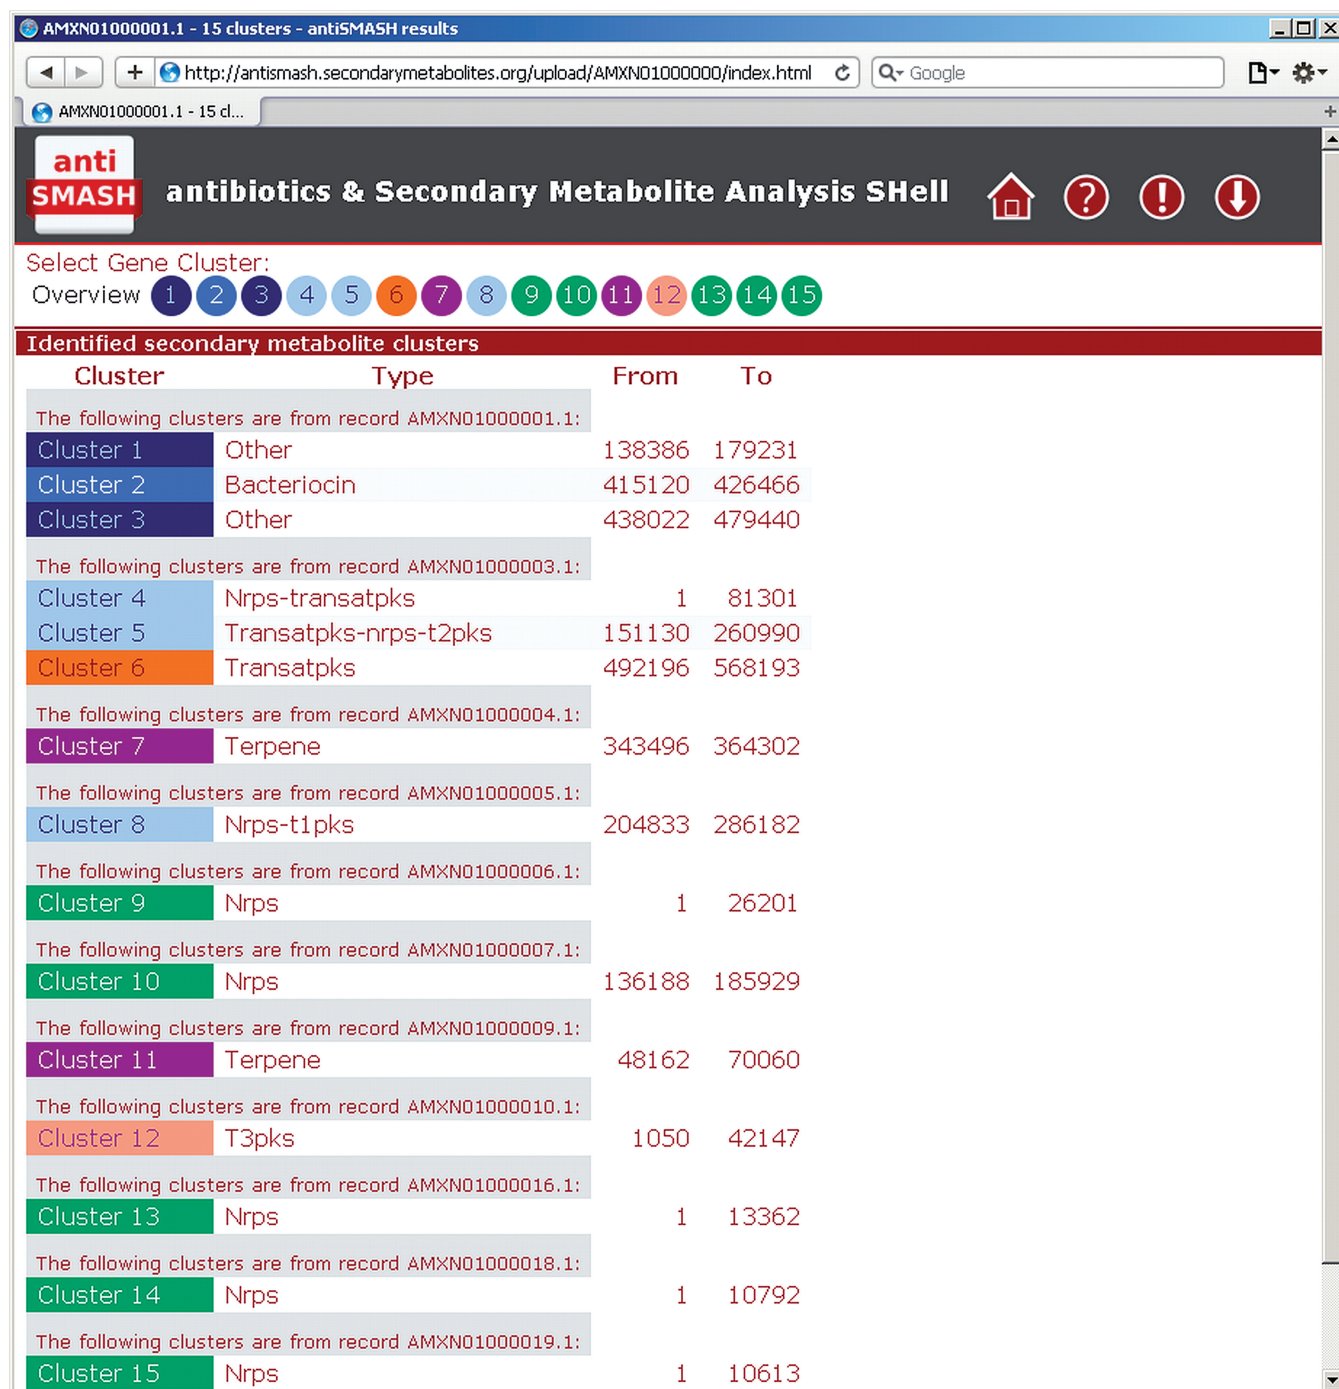 AMXN01000001.1 - 15 clusters - antiSMASH results
http://antismash.secondarymetabolites.org/upload/AMXN01000000/index.html Google
AMXN01000001.1 - 15 cl...
anti
SMASH antibiotics & Secondary Metabolite Analysis SHell ? !
Select Gene Cluster:
Overview 1 2 3 4 5 6 7 8 9 10 11 12 13 14 15
Identified secondary metabolite clusters
Cluster Type From To
The following clusters are from record AMXN01000001.1:
Cluster 1 Other 138386 179231
Cluster 2 Bacteriocin 415120 426466
Cluster 3 Other 438022 479440
The following clusters are from record AMXN01000003.1:
Cluster 4 Nrps-transatpks 1 81301
Cluster 5 Transatpks-nrps-t2pks 151130 260990
Cluster 6 Transatpks 492196 568193
The following clusters are from record AMXN01000004.1:
Cluster 7 Terpene 343496 364302
The following clusters are from record AMXN01000005.1:
Cluster 8 Nrps-t1pks 204833 286182
The following clusters are from record AMXN01000006.1:
Cluster 9 Nrps 1 26201
The following clusters are from record AMXN01000007.1:
Cluster 10 Nrps 136188 185929
The following clusters are from record AMXN01000009.1:
Cluster 11 Terpene 48162 70060
The following clusters are from record AMXN01000010.1:
Cluster 12 T3pks 1050 42147
The following clusters are from record AMXN01000016.1:
Cluster 13 Nrps 1 13362
The following clusters are from record AMXN01000018.1:
Cluster 14 Nrps 1 10792
The following clusters are from record AMXN01000019.1:
Cluster 15 Nrps 1 10613